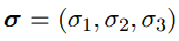 𝝈 = (σ₁, σ₂, σ₃)